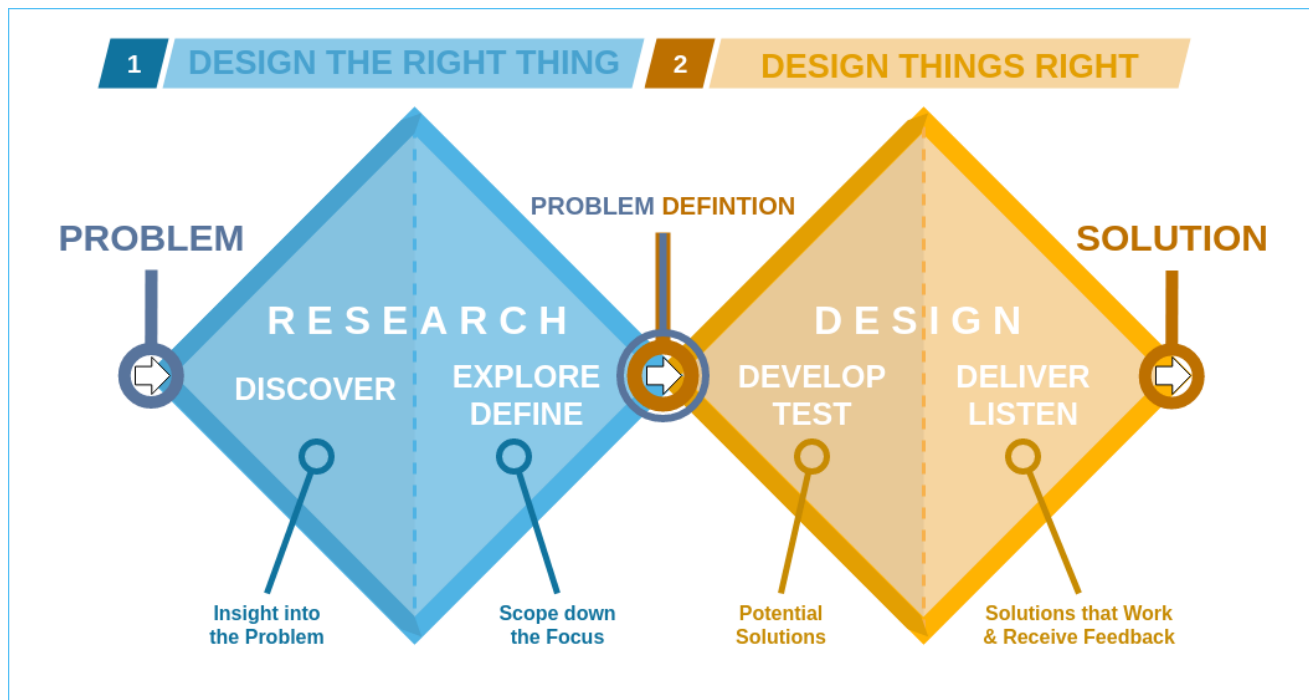 1 DESIGN THE RIGHT THING 2 DESIGN THINGS RIGHT
PROBLEM DEFINTION
PROBLEM
SOLUTION
RESEARCH
DISCOVER
EXPLORE
DEFINE
DESIGN
DEVELOP
TEST
DELIVER
LISTEN
Insight into
the Problem
Scope down
the Focus
Potential
Solutions
Solutions that Work
& Receive Feedback